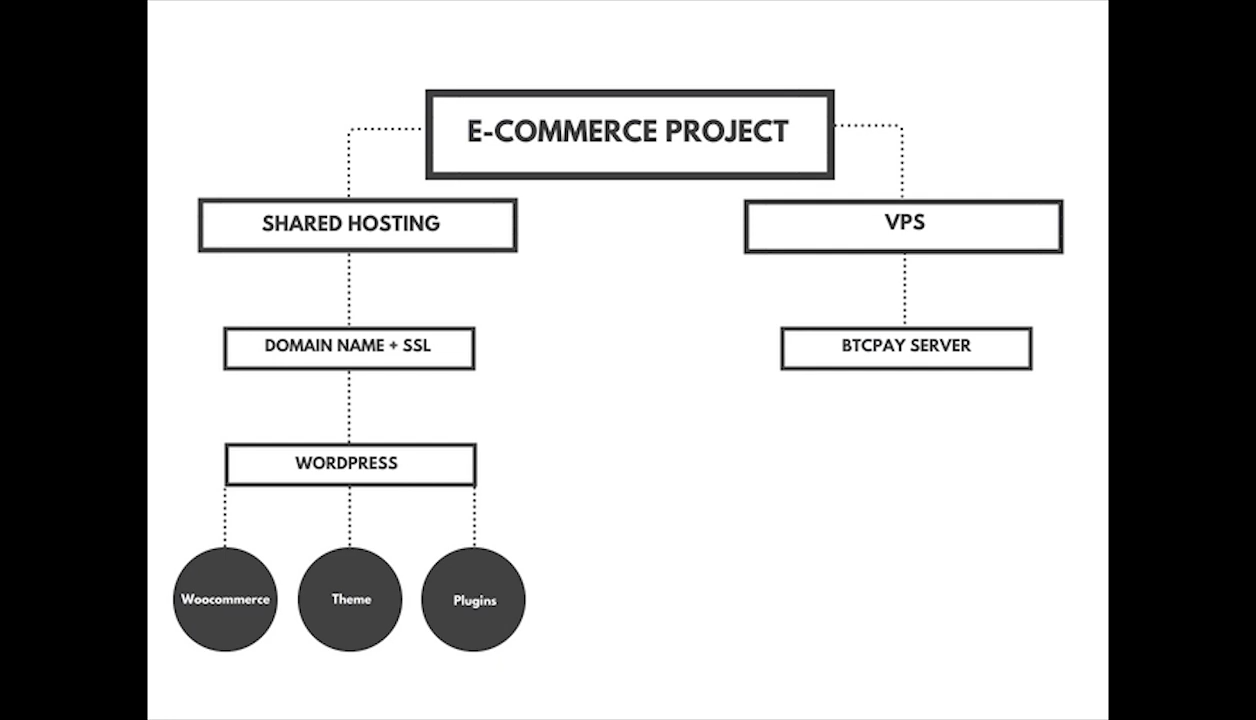 E-COMMERCE PROJECT
SHARED HOSTING
VPS
DOMAIN NAME + SSL
BTCPAY SERVER
WORDPRESS
Woocommerce
Theme
Plugins